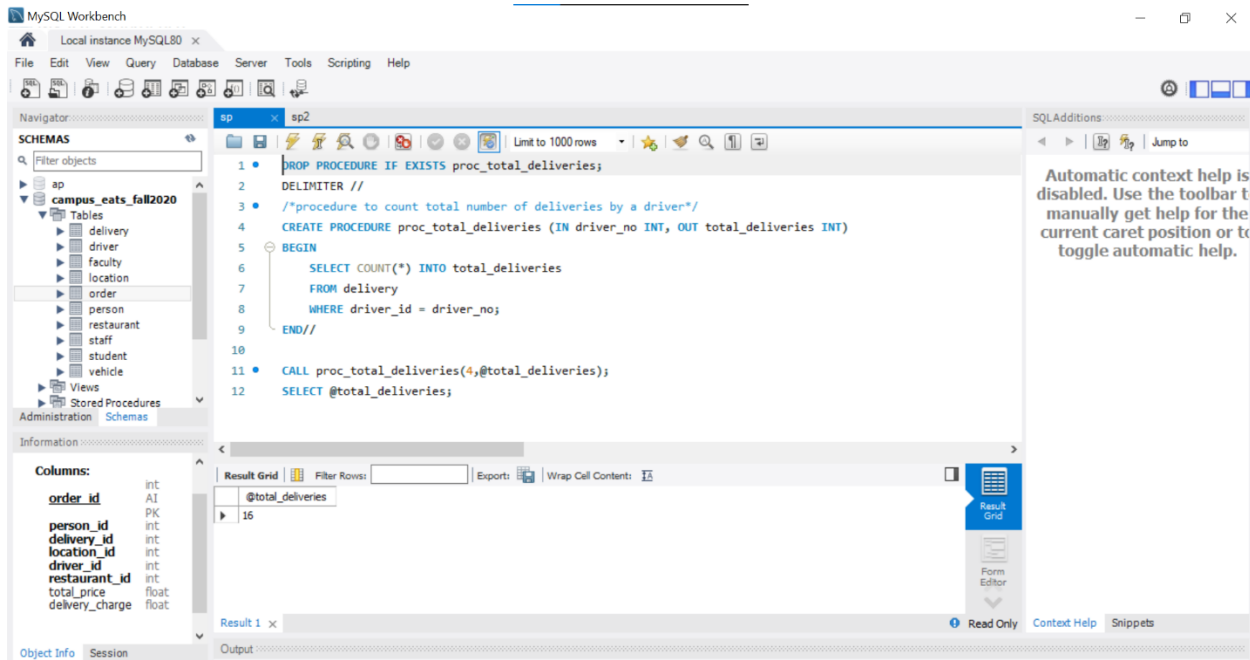 MySQL Workbench
Local instance MySQL80
File Edit View Query Database Server Tools Scripting Help
Navigator
SCHEMAS
Filter objects
ap
campus_eats_fall2020
Tables
delivery
driver
faculty
location
order
person
restaurant
staff
student
vehicle
Views
Stored Procedures
Administration Schemas
Information
Columns:
order_id int AI PK
person_id int
delivery_id int
location_id int
driver_id int
restaurant_id int
total_price float
delivery_charge float
Object Info Session
sp sp2
Limit to 1000 rows
1 DROP PROCEDURE IF EXISTS proc_total_deliveries;
2 DELIMITER //
3 /*procedure to count total number of deliveries by a driver*/
4 CREATE PROCEDURE proc_total_deliveries (IN driver_no INT, OUT total_deliveries INT)
5 BEGIN
6 SELECT COUNT(*) INTO total_deliveries
7 FROM delivery
8 WHERE driver_id = driver_no;
9 END//
10
11 CALL proc_total_deliveries(4,@total_deliveries);
12 SELECT @total_deliveries;
Result Grid Filter Rows: Export: Wrap Cell Content:
@total_deliveries
16
Result Grid
Form Editor
Result 1
Read Only
Output
SQLAdditions
Jump to
Automatic context help is
disabled. Use the toolbar t
manually get help for the
current caret position or to
toggle automatic help.
Context Help Snippets